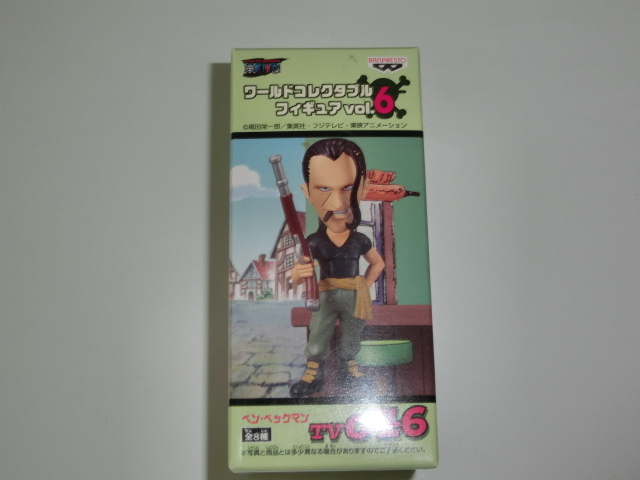 BANPRESTO
ワールドコレクタブル
フィギュアvol.6
©尾田栄一郎／集英社・フジテレビ・東映アニメーション
ベン・ベックマン
全8種
※写真と商品とは多少異なる場合がありますのでご了承ください。